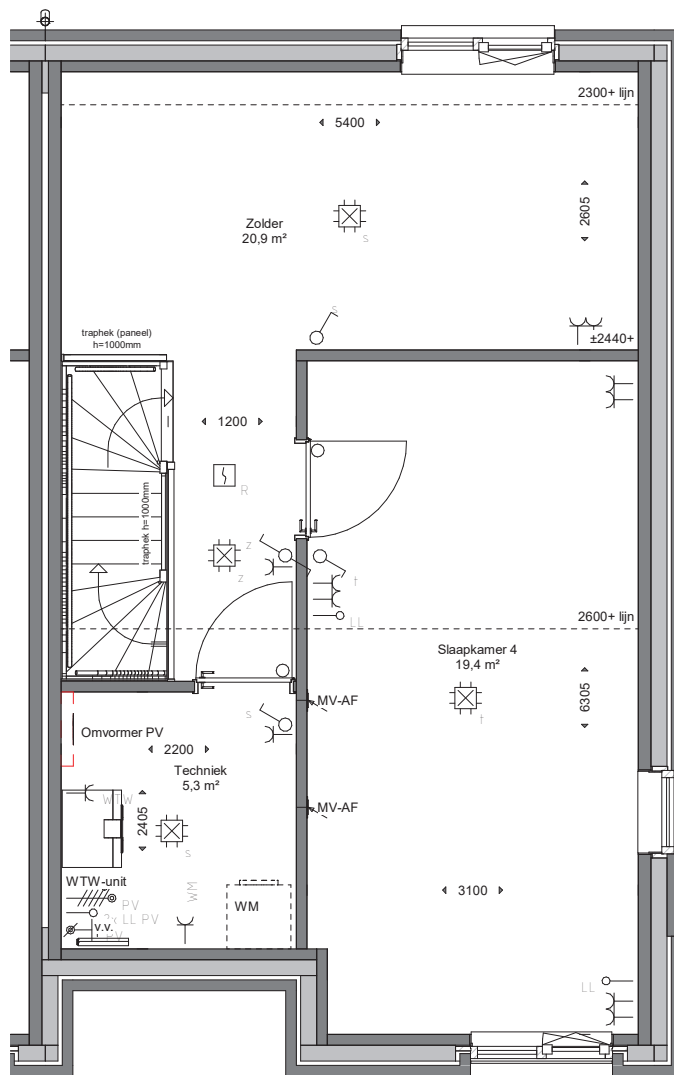 2300+ lijn
5400
2605
Zolder
20,9 m²
s
s
traphek (paneel)
h=1000mm
±2440+
1200
traphek h=1000mm
R
z
z
t
LL
2600+ lijn
Slaapkamer 4
19,4 m²
6305
t
MV-AF
s
Omvormer PV
2200
Techniek
5,3 m²
WTW
2405
MV-AF
s
WTW-unit
WM
3100
PV
WM
2x LL PV
v.v.
PV
LL